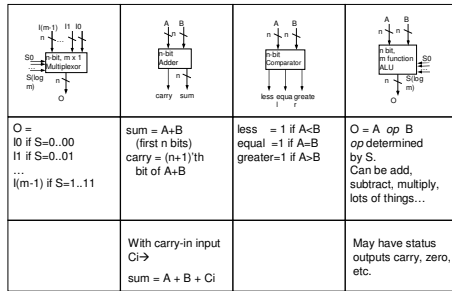 I(m-1) I1 I0
n …
S0
…
S(log
m)
n-bit, m x 1
Multiplexor
n
O
A B
n n
n-bit
Adder
n
carry sum
A B
n n
n-bit
Comparator
less equa greate
l r
A B
n n
n bit,
m function
ALU
S0
…
S(log
m)
n
O
O =
I0 if S=0..00
I1 if S=0..01
…
I(m-1) if S=1..11
sum = A+B
(first n bits)
carry = (n+1)'th
bit of A+B
less = 1 if A<B
equal =1 if A=B
greater=1 if A>B
O = A op B
op determined
by S.
Can be add,
subtract, multiply,
lots of things…
With carry-in input
Ci→
sum = A + B + Ci
May have status
outputs carry, zero,
etc.